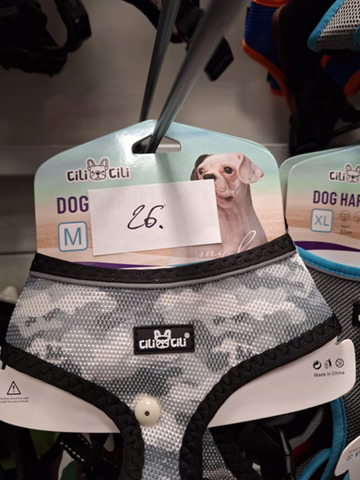 CiLi CiLi
DOG
26.
M
CiLi CiLi
DOG HAR
XL
CiLi CiLi®
Made in China